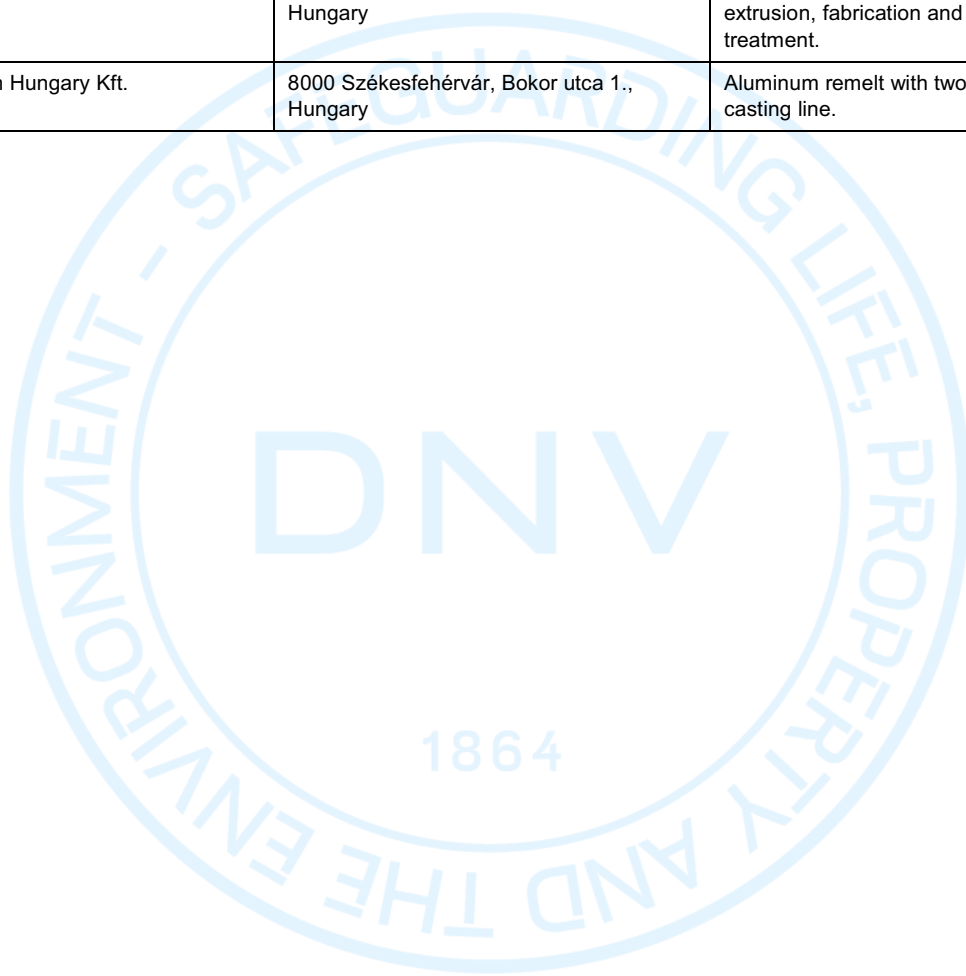 Hungary
extrusion, fabrication and
treatment.
Hungary Kft.
8000 Székesfehérvár, Bokor utca 1.,
Hungary
Aluminum remelt with two
casting line.
SAFEGUARDING LIFE, PROPERTY AND THE ENVIRONMENT -
DNV
1864